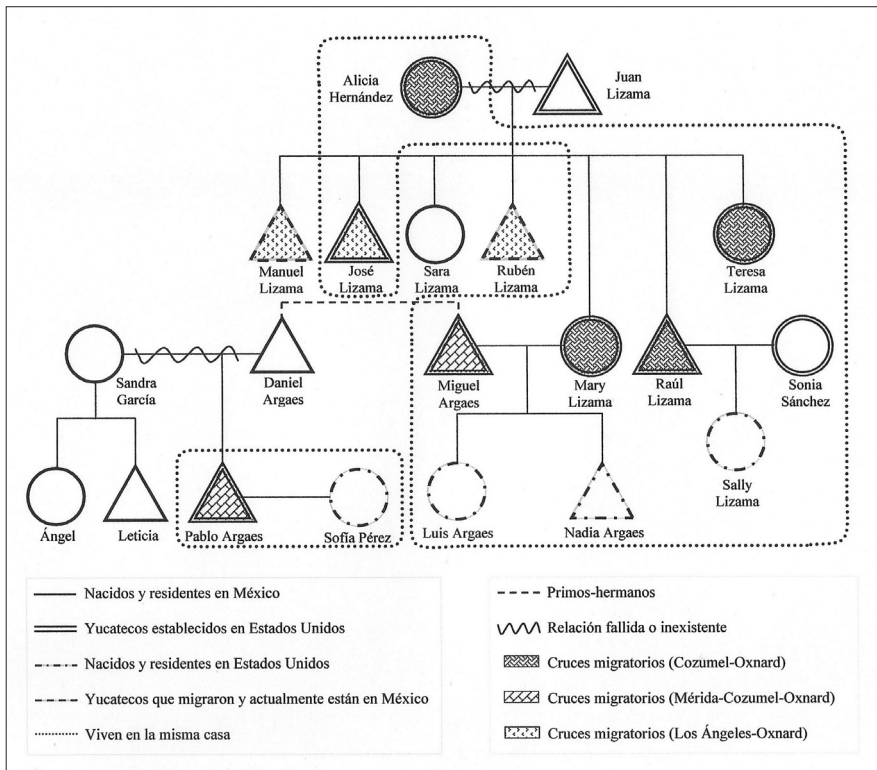 Alicia
Hernández
Juan
Lizama
Manuel
Lizama
José
Lizama
Sara
Lizama
Rubén
Lizama
Teresa
Lizama
Sandra
García
Daniel
Argaes
Miguel
Argaes
Mary
Lizama
Raúl
Lizama
Sonia
Sánchez
Ángel
Leticia
Pablo Argaes
Sofía Pérez
Luis Argaes
Nadia Argaes
Sally
Lizama
Nacidos y residentes en México
Yucatecos establecidos en Estados Unidos
Nacidos y residentes en Estados Unidos
Yucatecos que migraron y actualmente están en México
Viven en la misma casa
Primos-hermanos
Relación fallida o inexistente
Cruces migratorios (Cozumel-Oxnard)
Cruces migratorios (Mérida-Cozumel-Oxnard)
Cruces migratorios (Los Ángeles-Oxnard)